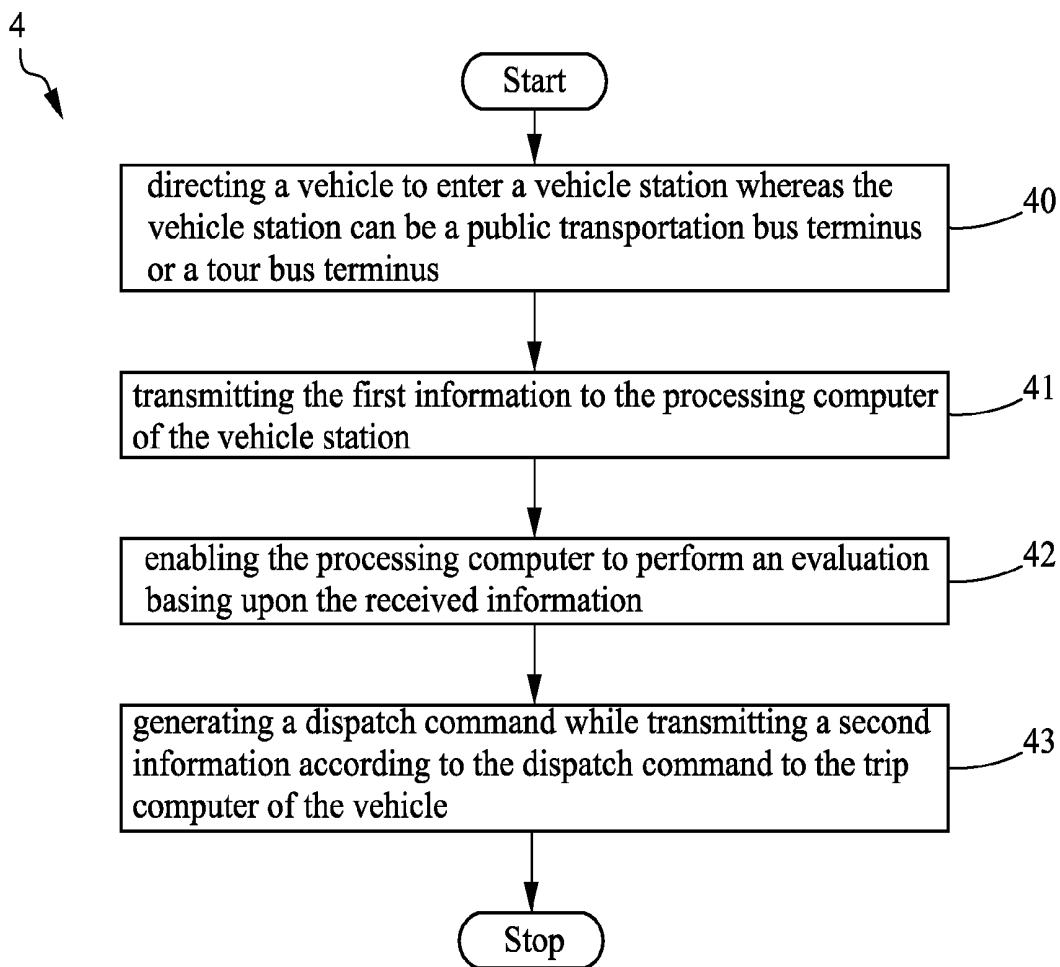 4
Start
directing a vehicle to enter a vehicle station whereas the
vehicle station can be a public transportation bus terminus
or a tour bus terminus
40
transmitting the first information to the processing computer
of the vehicle station
41
enabling the processing computer to perform an evaluation
basing upon the received information
42
generating a dispatch command while transmitting a second
information according to the dispatch command to the trip
computer of the vehicle
43
Stop